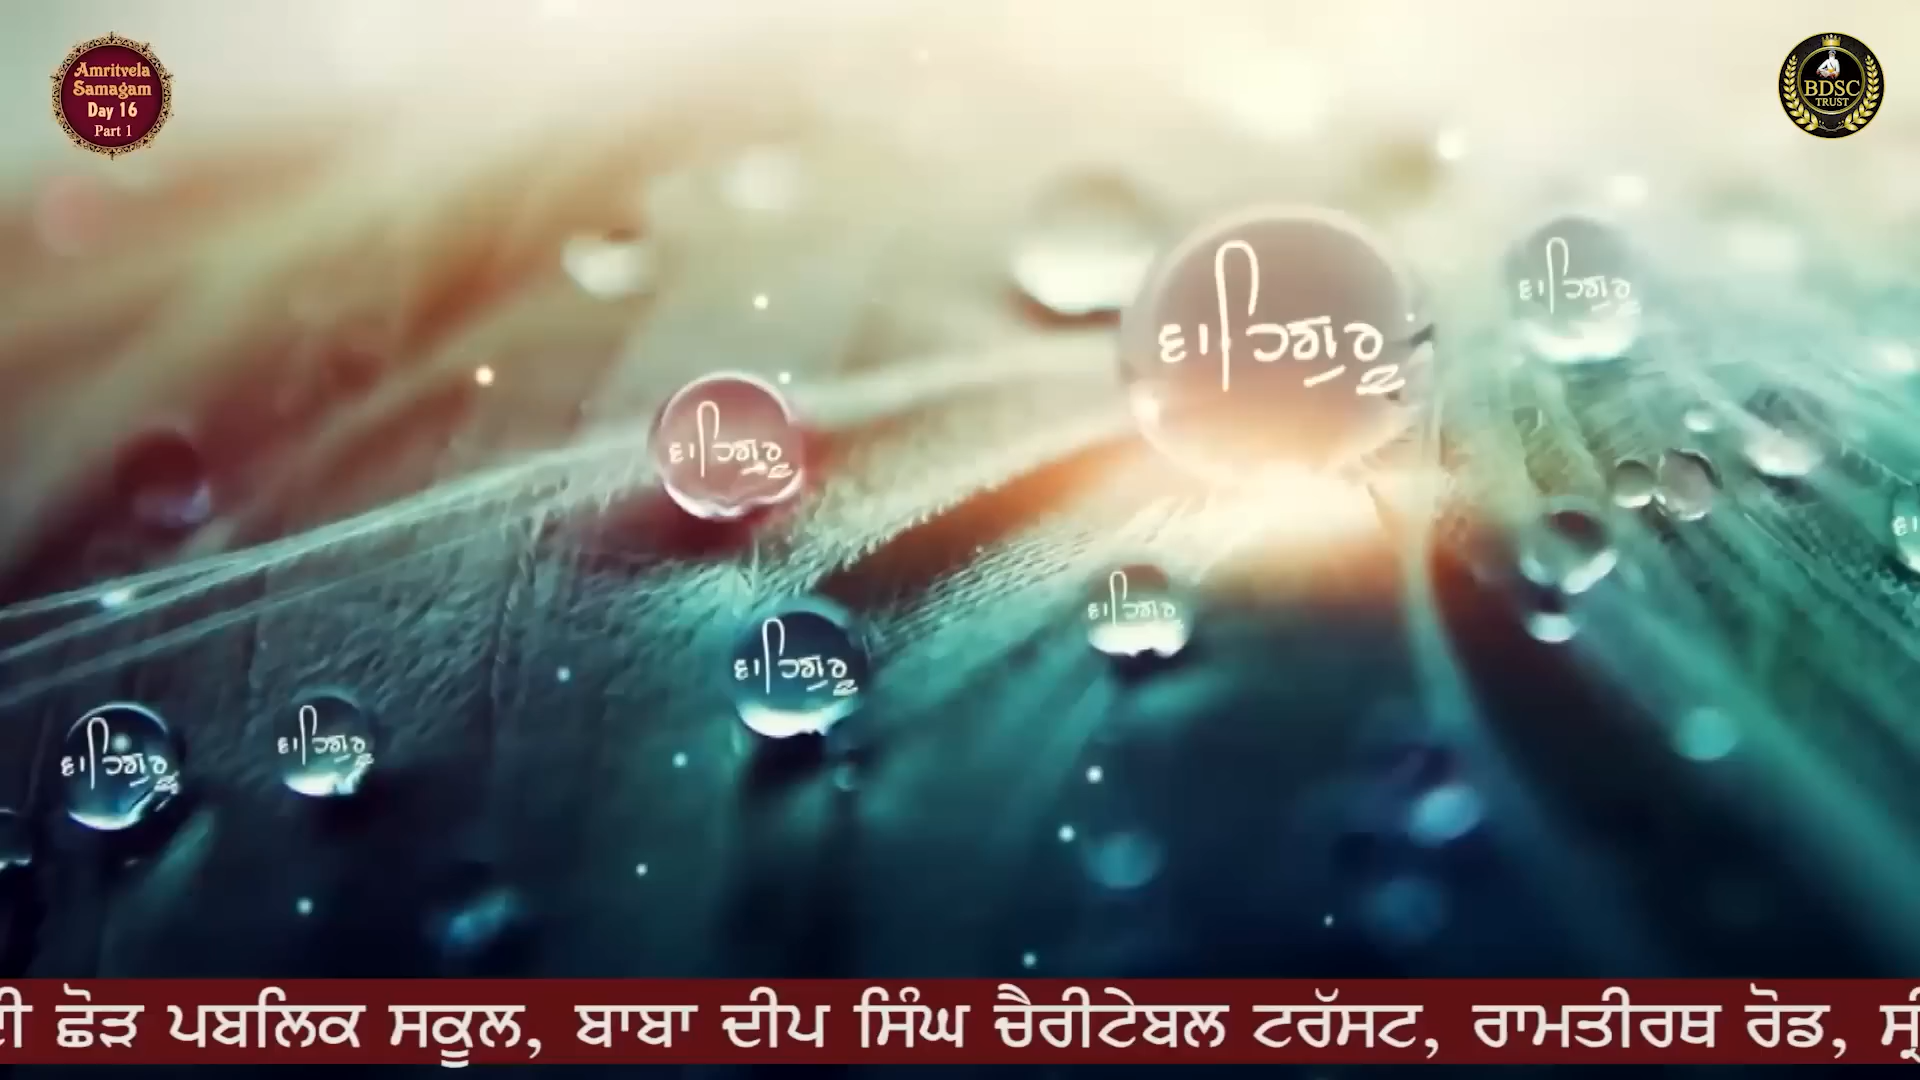 Amritvela
Samagam
Day 16
Part 1
BDSC
TRUST
ਵਾਹਿਗੁਰੂ
ਵਾਹਿਗੁਰੂ
ਵਾਹਿਗੁਰੂ
ਵਾਹਿਗੁਰੂ
ਵਾਹਿਗੁਰੂ
ਵਾਹਿਗੁਰੂ
ਵਾਹਿਗੁਰੂ
ਛੋੜ ਪਬਲਿਕ ਸਕੂਲ, ਬਾਬਾ ਦੀਪ ਸਿੰਘ ਚੈਰੀਟੇਬਲ ਟਰੱਸਟ, ਰਾਮਤੀਰਥ ਰੋਡ,